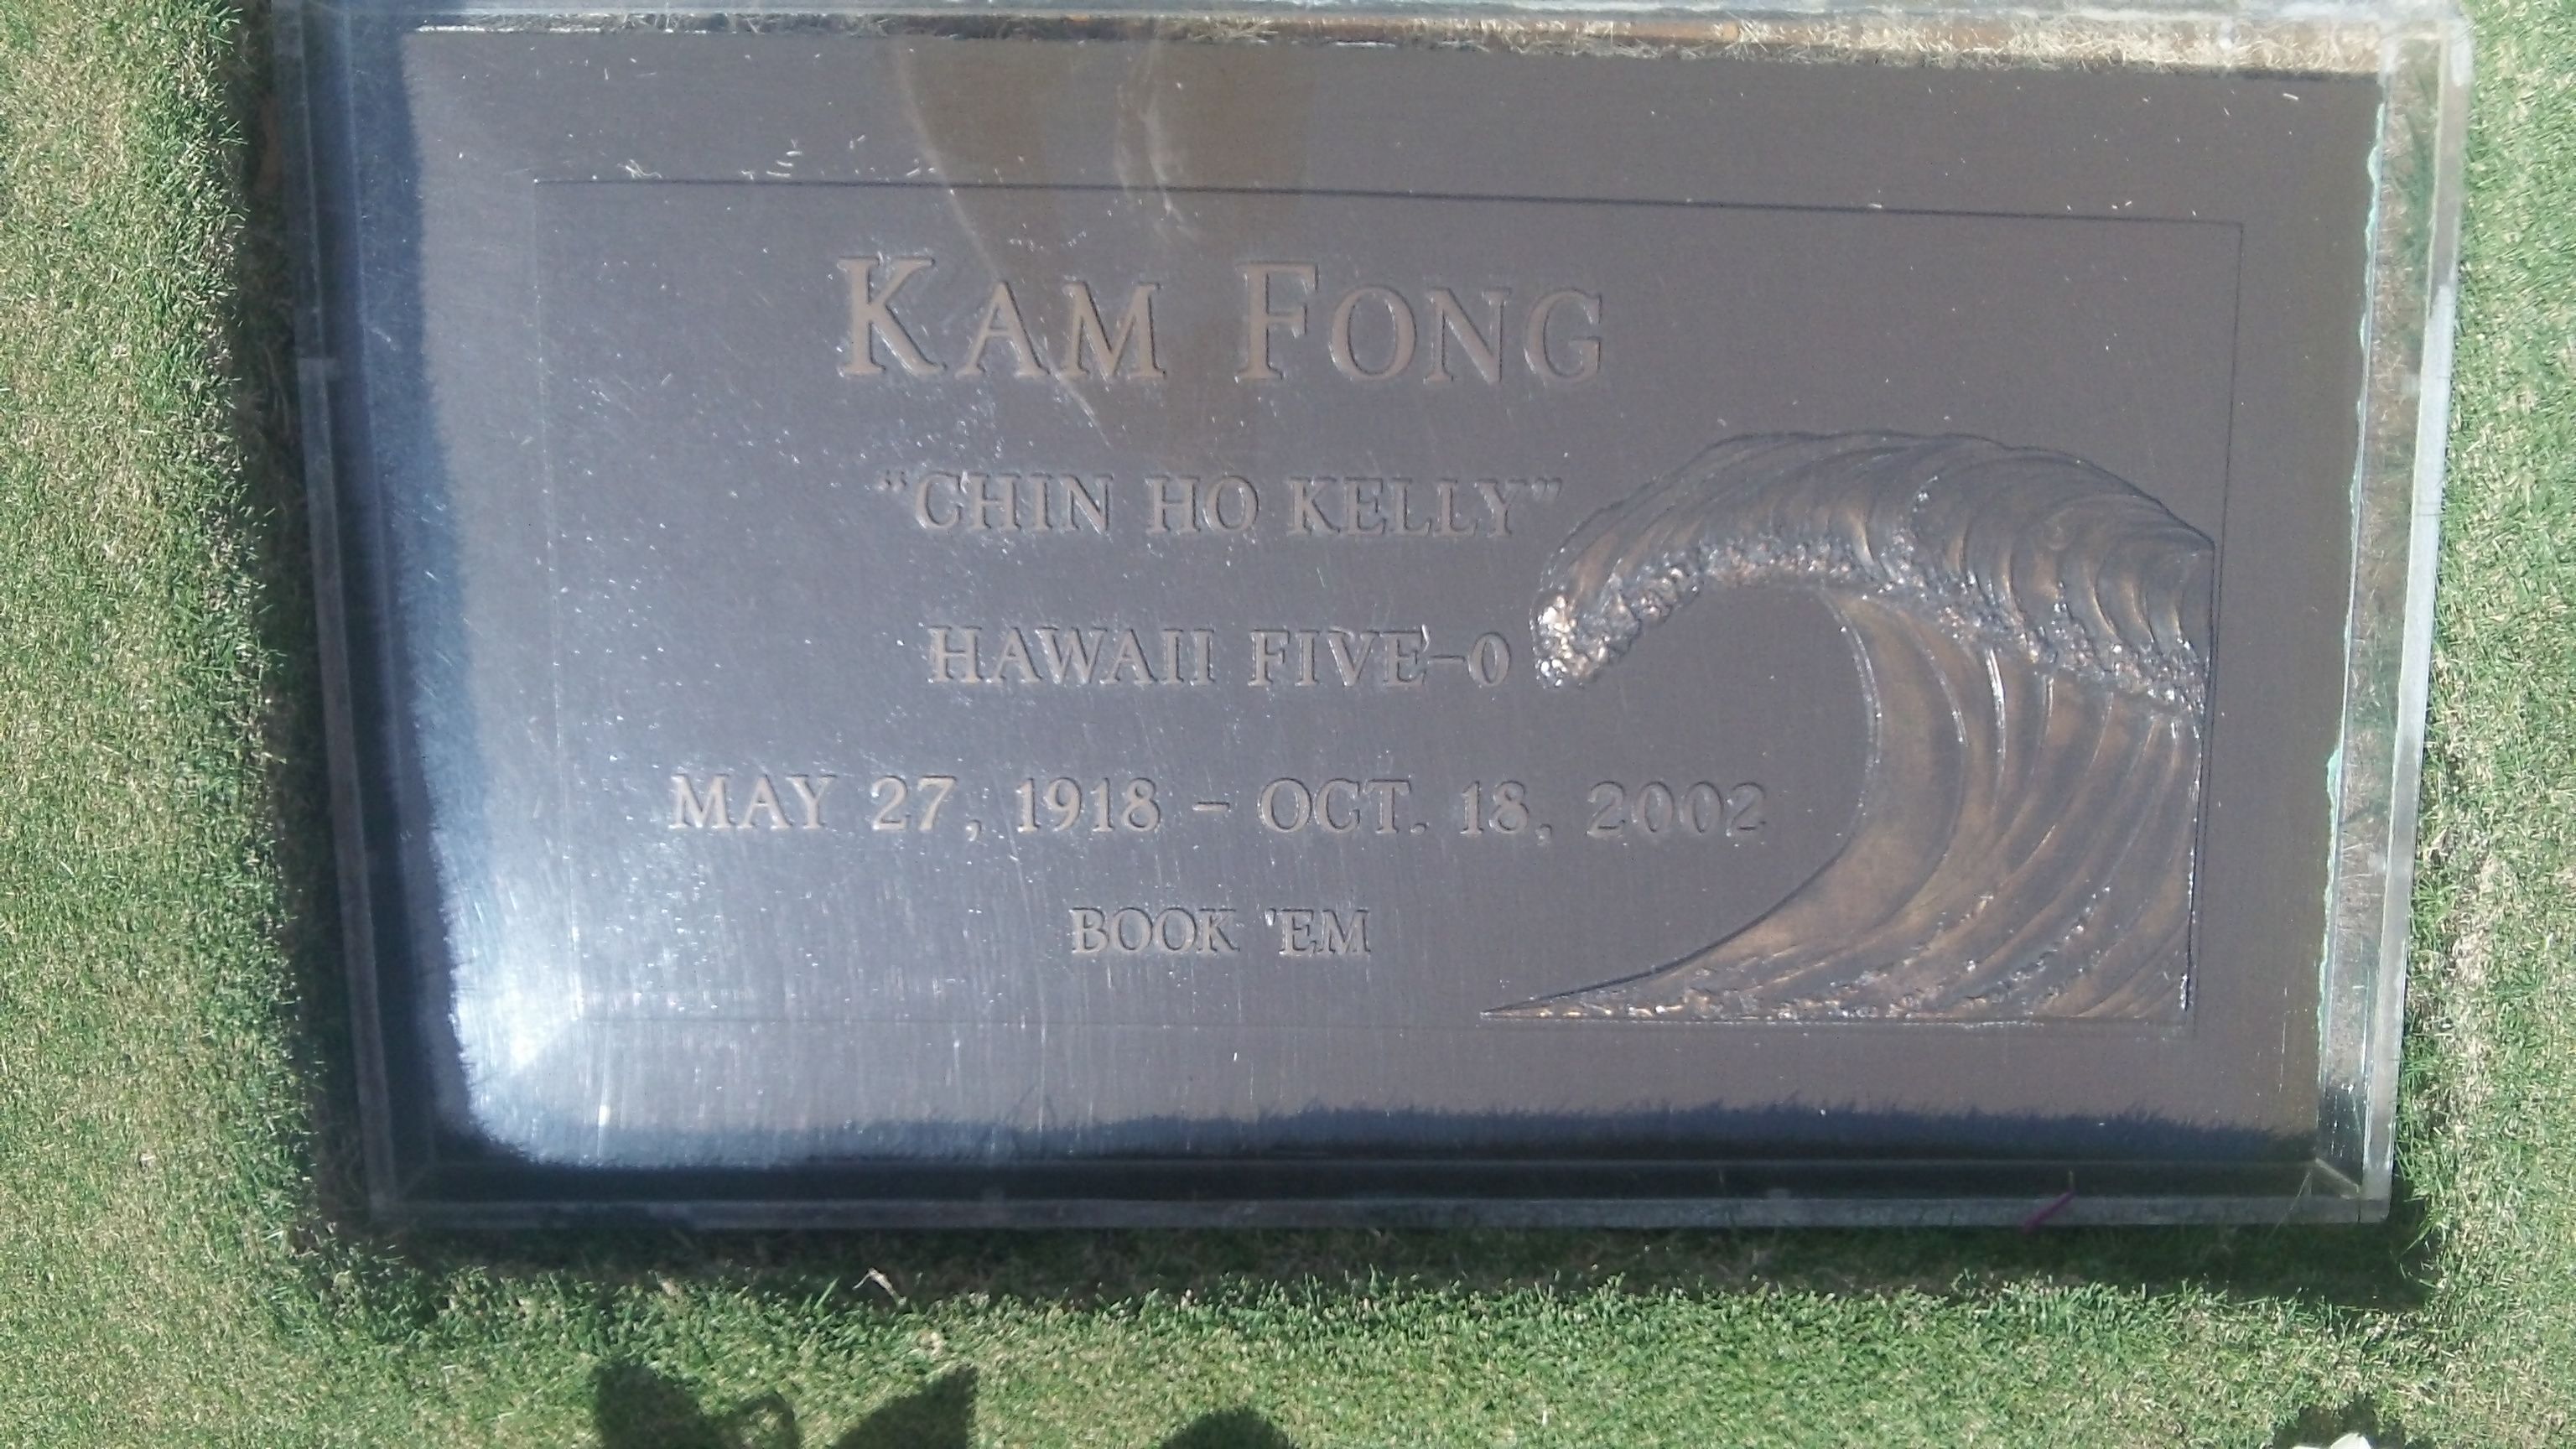 KAM FONG
“CHIN HO KELLY”
HAWAII FIVE-0
MAY 27, 1918 – OCT. 18, 2002
BOOK 'EM